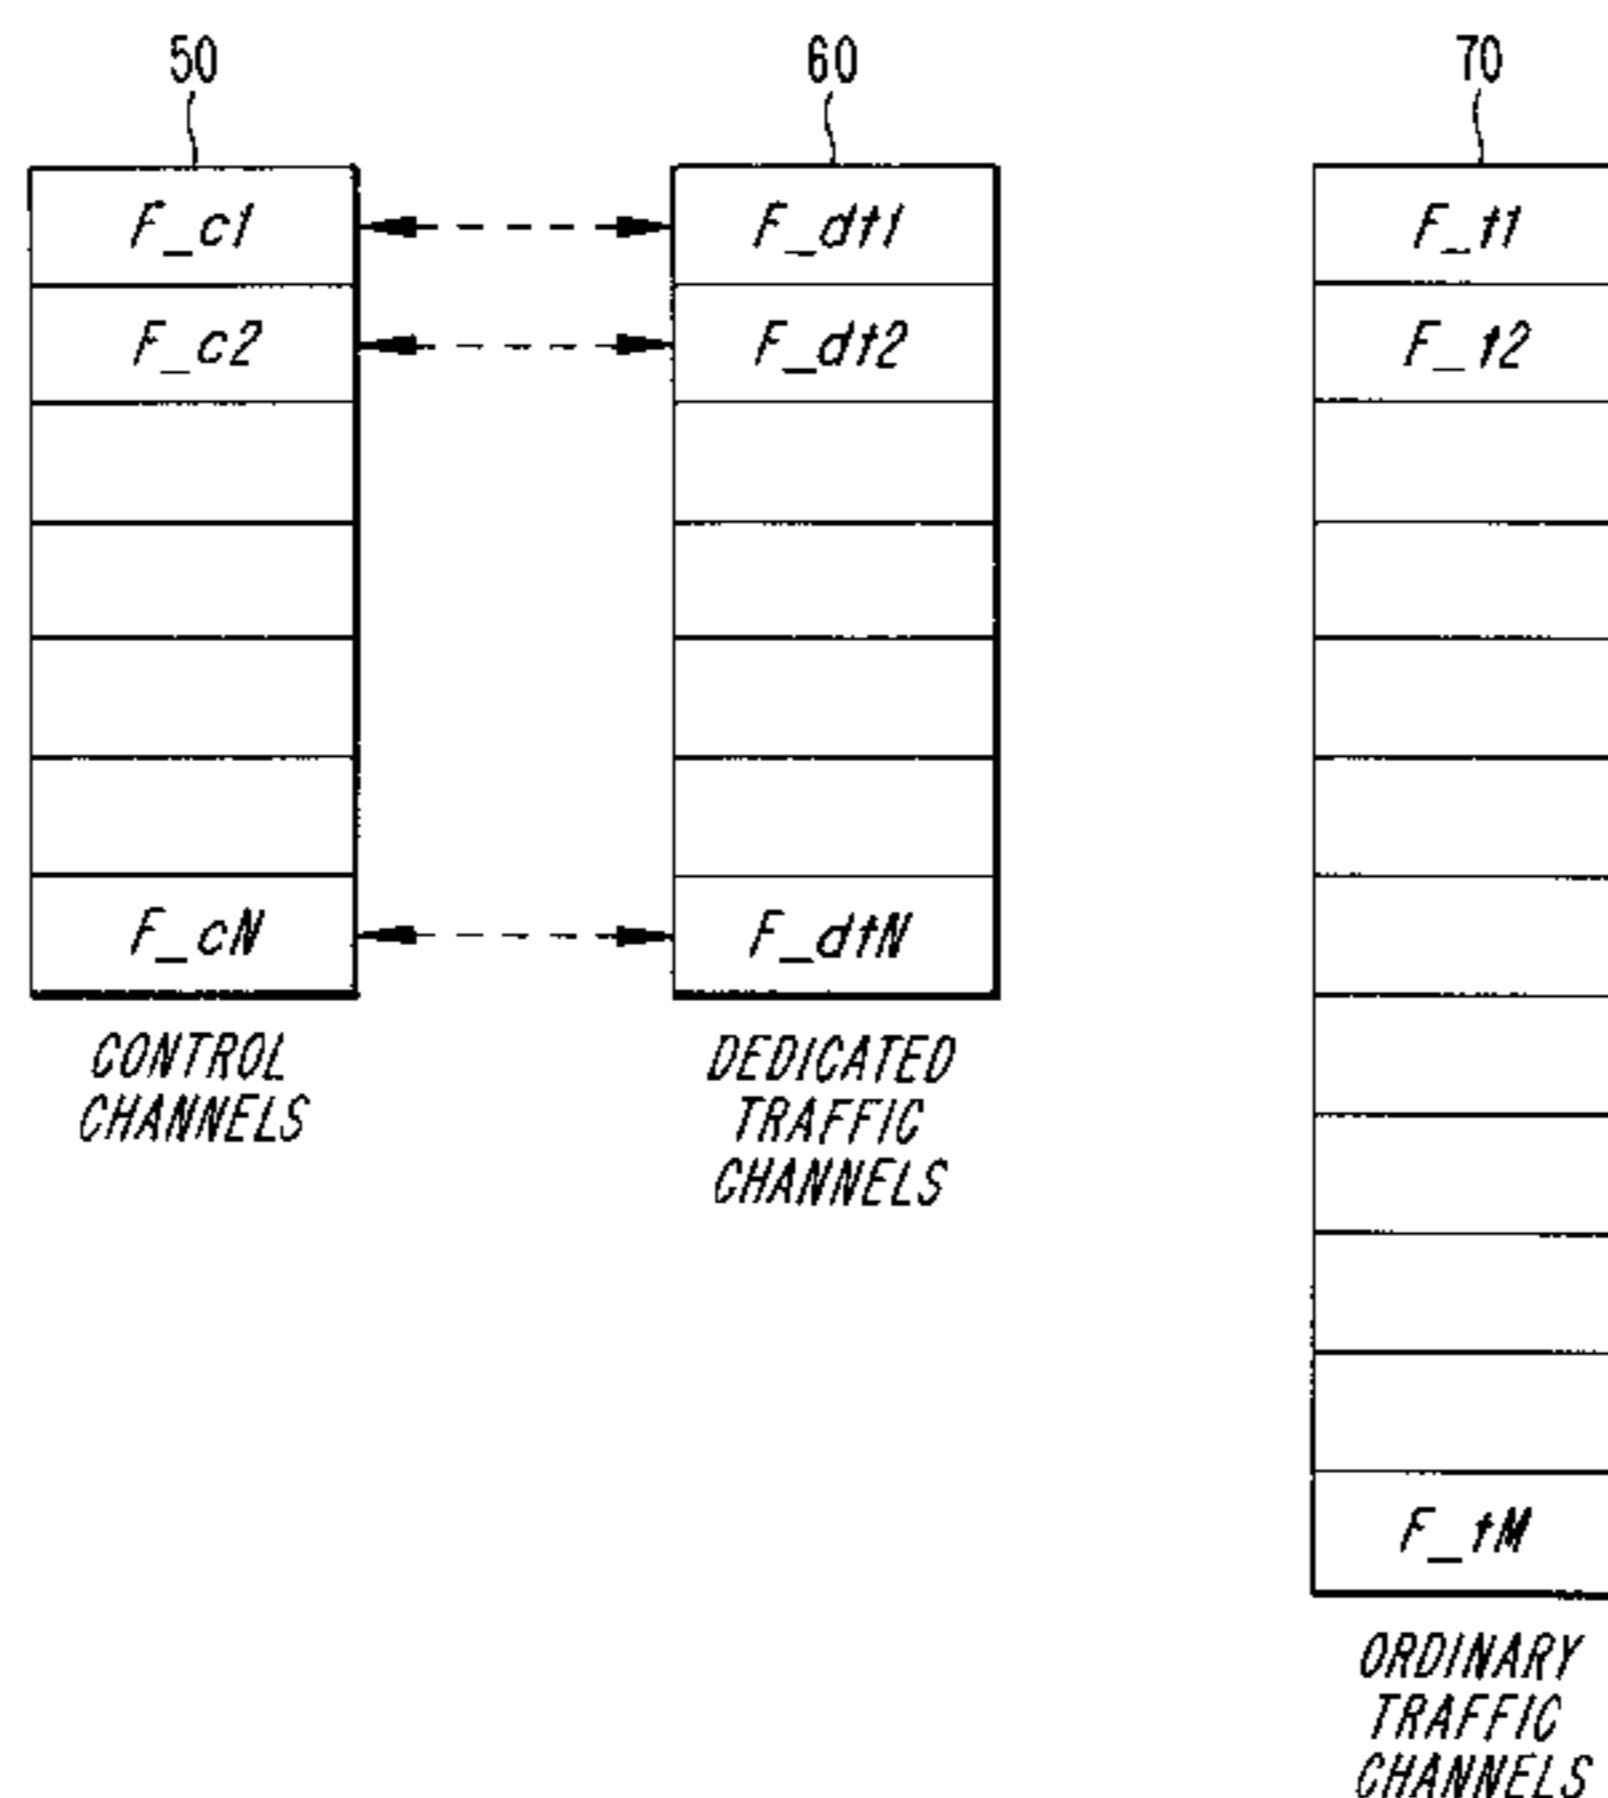 50
60
70
F_c1
F_dt1
F_t1
F_c2
F_dt2
F_t2
F_cN
F_dtN
CONTROL
CHANNELS
DEDICATED
TRAFFIC
CHANNELS
F_tM
ORDINARY
TRAFFIC
CHANNELS